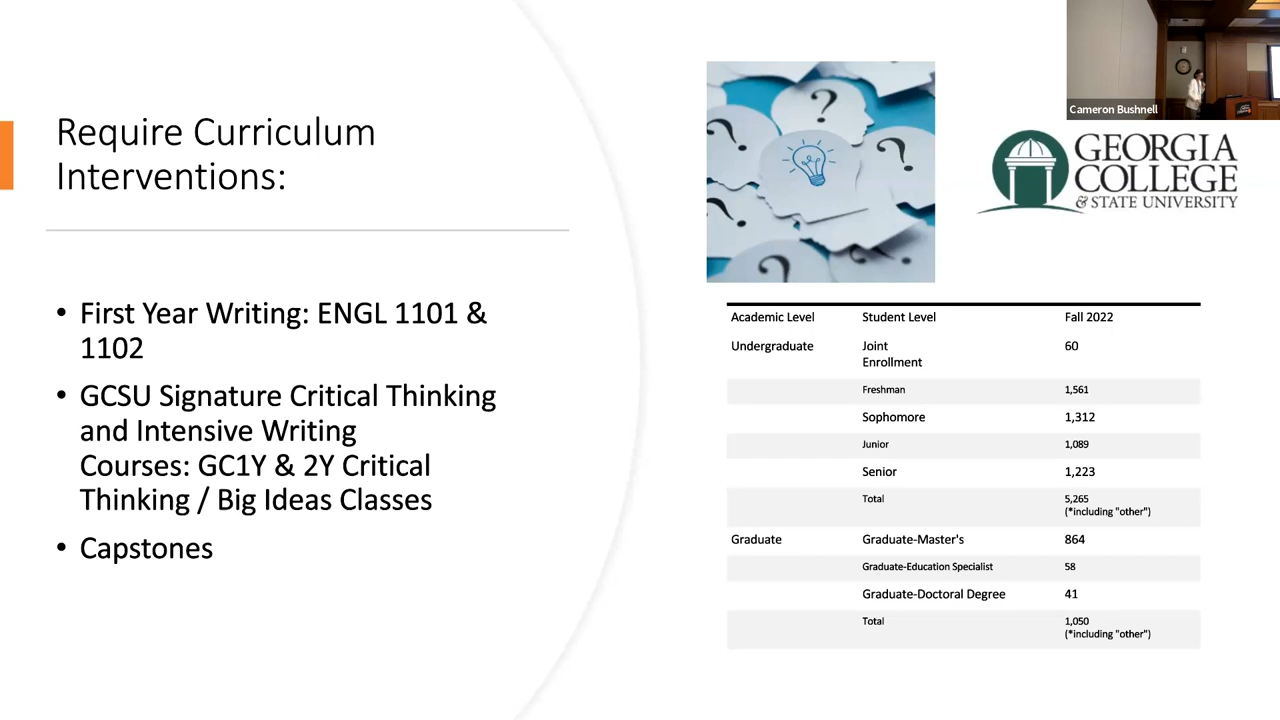 Require Curriculum
Interventions:
• First Year Writing: ENGL 1101 &
1102
• GCSU Signature Critical Thinking
and Intensive Writing
Courses: GC1Y & 2Y Critical
Thinking / Big Ideas Classes
• Capstones
? ? ? ? ? ?
Cameron Bushnell
GEORGIA
COLLEGE
& STATE UNIVERSITY
Academic Level Student Level Fall 2022
Undergraduate Joint 60
Enrollment
Freshman 1,561
Sophomore 1,312
Junior 1,089
Senior 1,223
Total 5,265
(*including "other")
Graduate Graduate-Master's 864
Graduate-Education Specialist 58
Graduate-Doctoral Degree 41
Total 1,050
(*including "other")